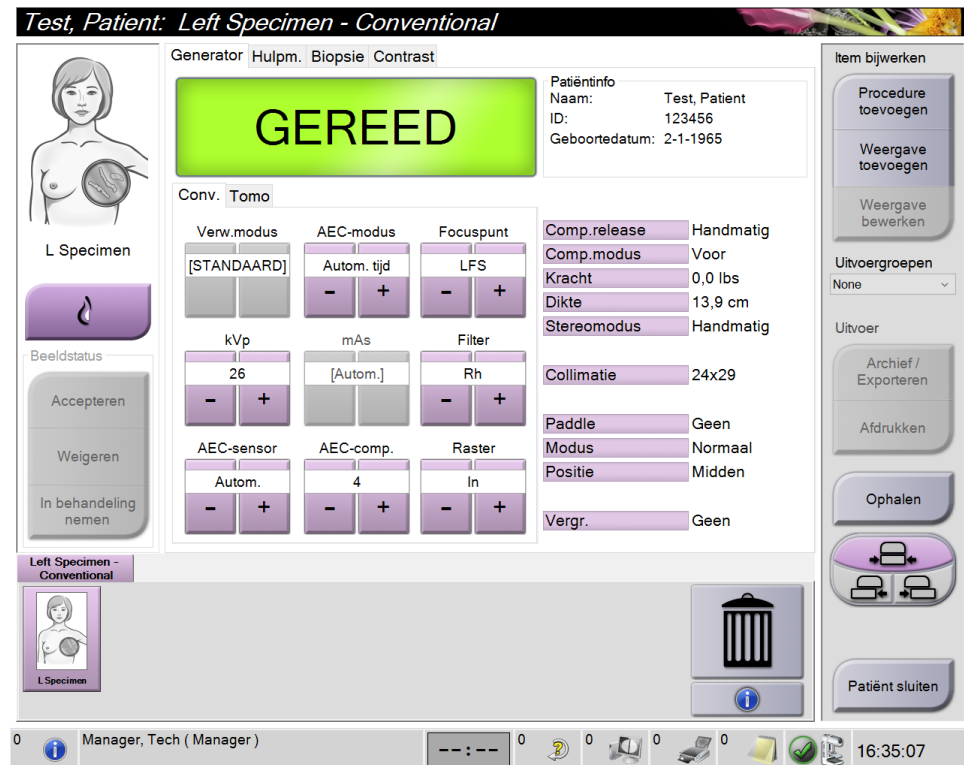 Test, Patient: Left Specimen - Conventional
Generator Hulpm. Biopsie Contrast
GEREED
Patiëntinfo
Naam: Test, Patient
ID: 123456
Geboortedatum: 2-1-1965
L Specimen
Beeldstatus
Accepteren
Weigeren
In behandeling
nemen
Conv. Tomo
Verw.modus AEC-modus Focuspunt
[STANDAARD] Autom. tijd LFS
- + - +
kVp mAs Filter
26 [Autom.] Rh
- + - +
AEC-sensor AEC-comp. Raster
Autom. 4 In
- + - + - +
Comp.release Handmatig
Comp.modus Voor
Kracht 0,0 lbs
Dikte 13,9 cm
Stereomodus Handmatig
Collimatie 24x29
Paddle Geen
Modus Normaal
Positie Midden
Vergr. Geen
Item bijwerken
Procedure
toevoegen
Weergave
toevoegen
Weergave
bewerken
Uitvoergroepen
None
Uitvoer
Archief /
Exporteren
Afdrukken
Ophalen
Patiënt sluiten
Left Specimen -
Conventional
L Specimen
0 Manager, Tech ( Manager ) --:-- 0 0 0 0 16:35:07